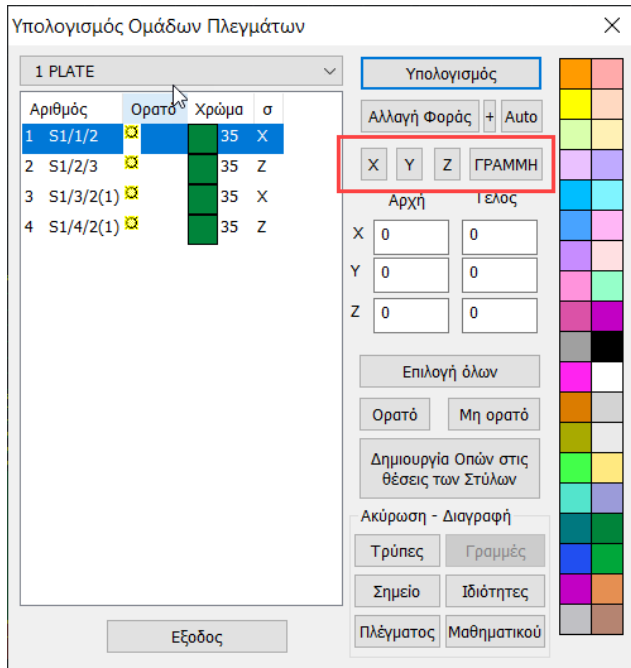 Υπολογισμός Ομάδων Πλεγμάτων
1 PLATE
Υπολογισμός
Αριθμός Ορατό Χρώμα σ
Αλλαγή Φοράς + Auto
1 S1/1/2 35 X
2 S1/2/3 35 Z
X Y Z ΓΡΑΜΜΗ
3 S1/3/2(1) 35 X
Αρχή Τέλος
4 S1/4/2(1) 35 Z
X 0 0
Y 0 0
Z 0 0
Επιλογή όλων
Ορατό Μη ορατό
Δημιουργία Οπών στις
θέσεις των Στύλων
Ακύρωση - Διαγραφή
Τρύπες Γραμμές
Σημείο Ιδιότητες
Πλέγματος Μαθηματικού
Εξοδος